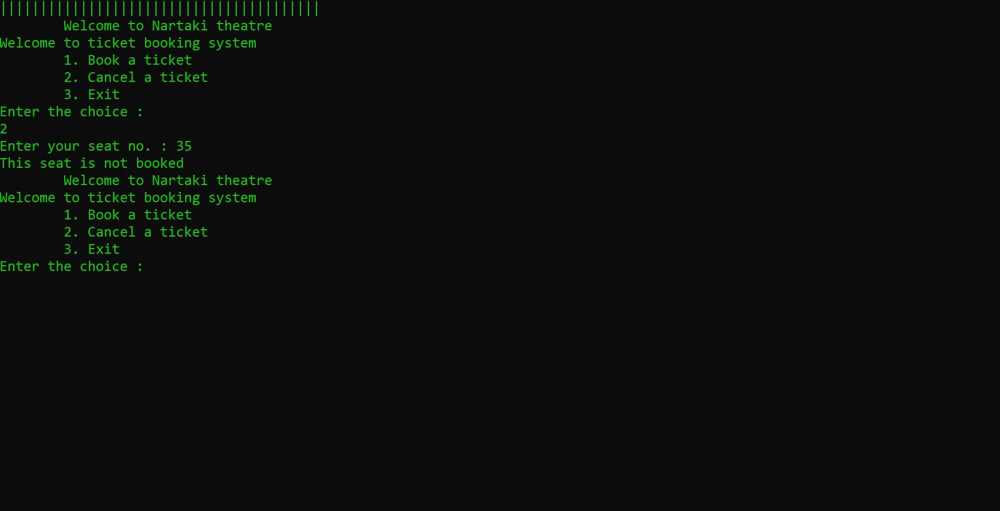 ||||||||||||||||||||||||||||||||||||||||
Welcome to Nartaki theatre
Welcome to ticket booking system
1. Book a ticket
2. Cancel a ticket
3. Exit
Enter the choice :
2
Enter your seat no. : 35
This seat is not booked
Welcome to Nartaki theatre
Welcome to ticket booking system
1. Book a ticket
2. Cancel a ticket
3. Exit
Enter the choice :